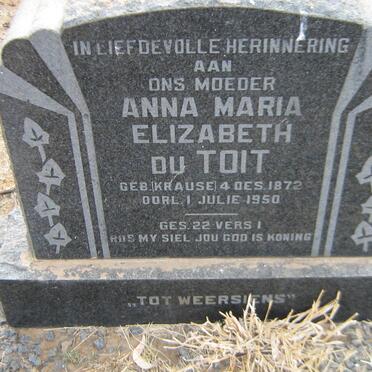 IN LIEFDEVOLLE HERINNERING
AAN
ONS MOEDER
ANNA MARIA
ELIZABETH
DU TOIT
GEB. KRAUSE 4 DES. 1872
OORL. 1 JULIE 1950
GES. 22 VERS 1
RUS MY SIEL JOU GOD IS KONING
„TOT WEERSIENS"